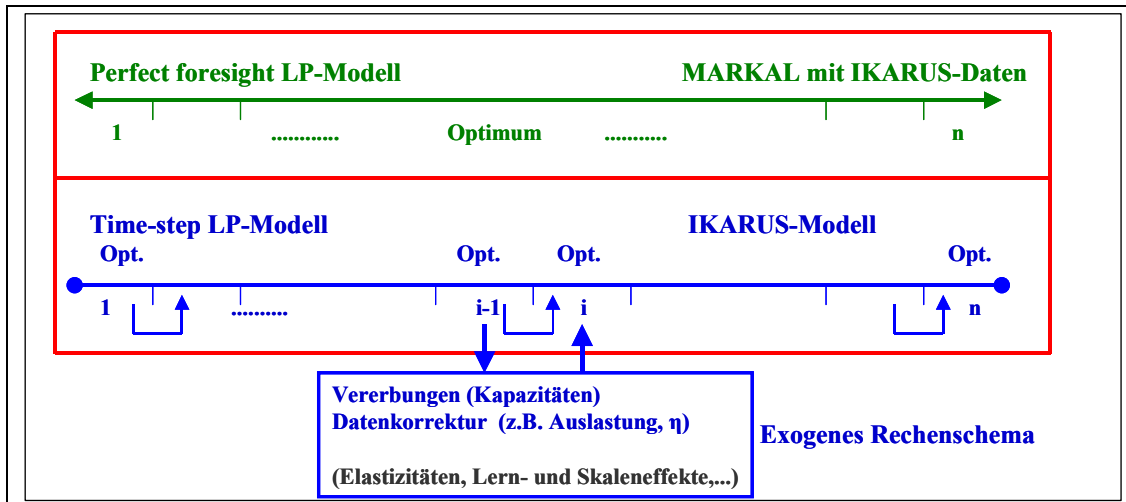 Perfect foresight LP-Modell MARKAL mit IKARUS-Daten
1 ............ Optimum ........... n
Time-step LP-Modell IKARUS-Modell
Opt. Opt. Opt. Opt.
1 .......... i-1 i n
Vererbungen (Kapazitäten)
Datenkorrektur (z.B. Auslastung, η)
Exogenes Rechenschema
(Elastizitäten, Lern- und Skaleneffekte,...)